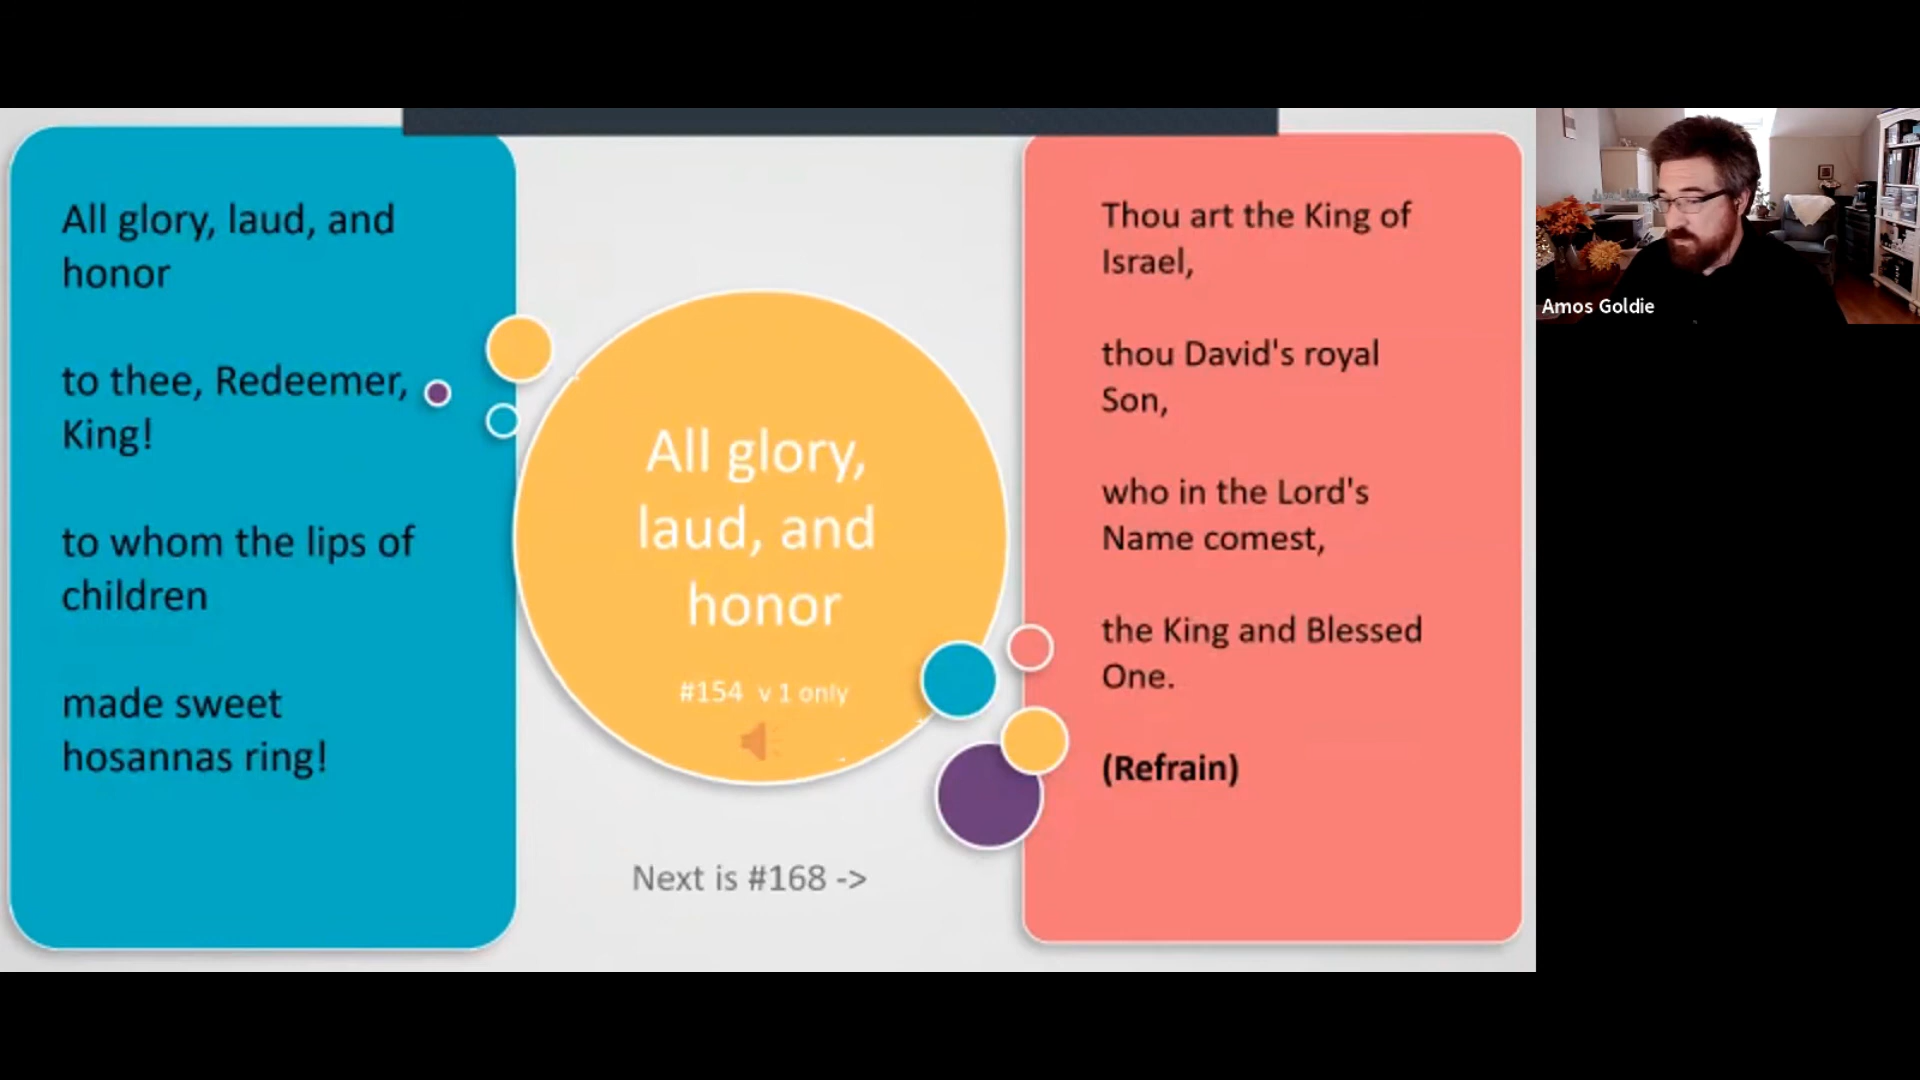 All glory, laud, and
honor
to thee, Redeemer,
King!
to whom the lips of
children
made sweet
hosannas ring!
All glory,
laud, and
honor
#154 v 1 only
Next is #168 ->
Thou art the King of
Israel,
thou David's royal
Son,
who in the Lord's
Name comest,
the King and Blessed
One.
(Refrain)
Amos Goldie